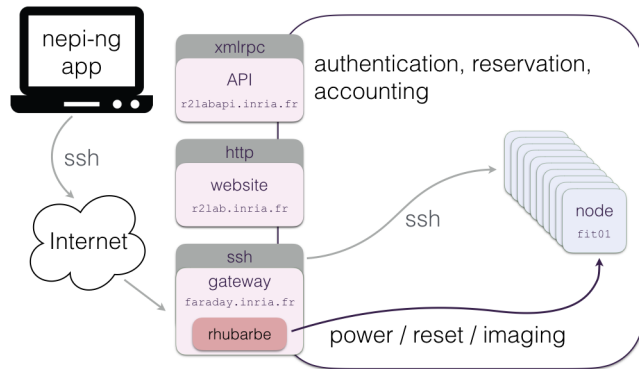 nepi-ng
app
ssh
Internet
xmlrpc
API
r2labapi.inria.fr
authentication, reservation,
accounting
http
website
r2lab.inria.fr
ssh
gateway
faraday.inria.fr
rhubarbe
ssh
node
fit01
power / reset / imaging